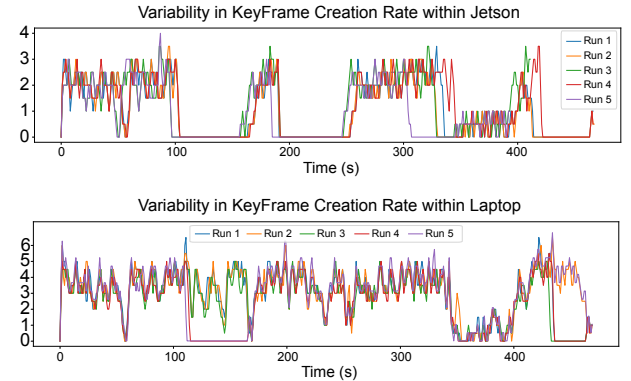 Variability in KeyFrame Creation Rate within Jetson
4
3
2
1
0
Run 1
Run 2
Run 3
Run 4
Run 5
0 100 200 300 400
Time (s)
Variability in KeyFrame Creation Rate within Laptop
Run 1 Run 2 Run 3 Run 4 Run 5
6
5
4
3
2
1
0
0 100 200 300 400
Time (s)